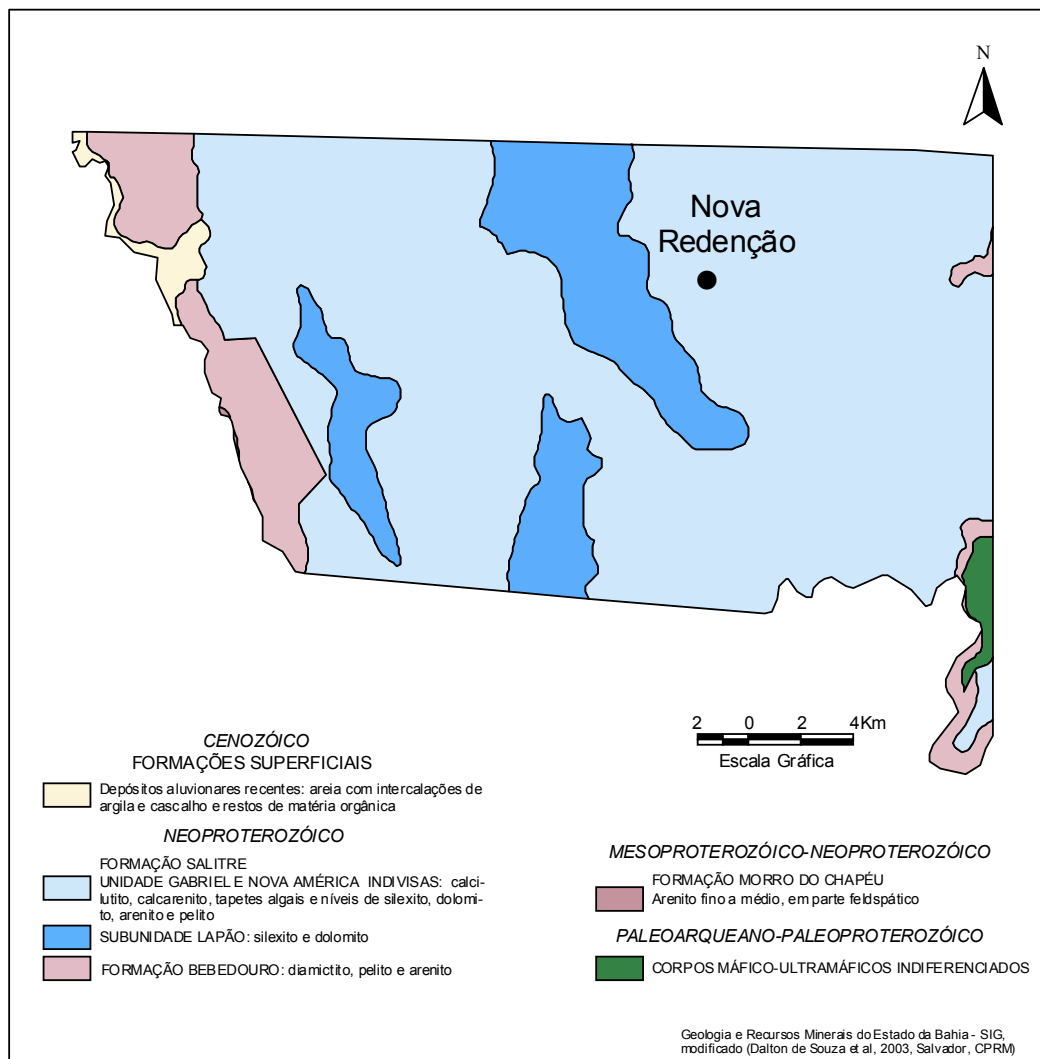 N
Nova
Redenção
2 0 2 4Km
Escala Gráfica
CENOZÓICO
FORMAÇÕES SUPERFICIAIS
Depósitos aluvionares recentes: areia com intercalações de
argila e cascalho e restos de matéria orgânica
NEOPROTEROZÓICO
FORMAÇÃO SALITRE
UNIDADE GABRIEL E NOVA AMÉRICA INDIVISAS: calci-
lutito, calcarenito, tapetes algais e níveis de silexito, dolomi-
to, arenito e pelito
SUBUNIDADE LAPÃO: silexito e dolomito
FORMAÇÃO BEBEDOURO: diamictito, pelito e arenito
MESOPROTEROZÓICO-NEOPROTEROZÓICO
FORMAÇÃO MORRO DO CHAPÉU
Arenito fino a médio, em parte feldspático
PALEOARQUEANO-PALEOPROTEROZÓICO
CORPOS MÁFICO-ULTRAMÁFICOS INDIFERENCIADOS
Geologia e Recursos Minerais do Estado da Bahia - SIG,
modificado (Dalton de Souza et al, 2003, Salvador, CPRM)